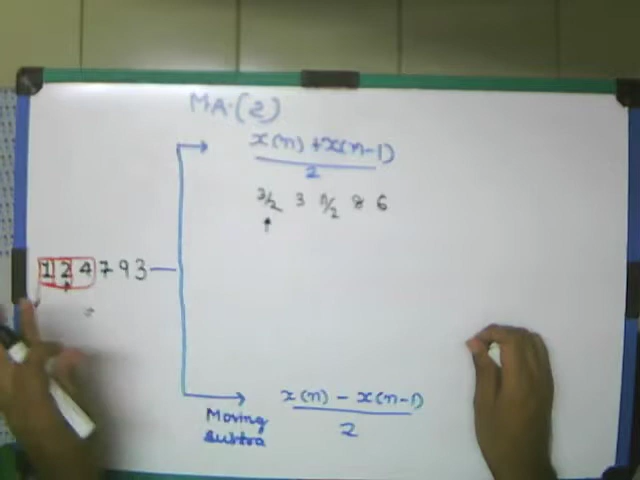 MA.(2)
x(n) + x(n-1)
2
3/2 3 11/2 8 6
1 2 4 7 9 3
x(n) - x(n-1)
2
Moving
subtra